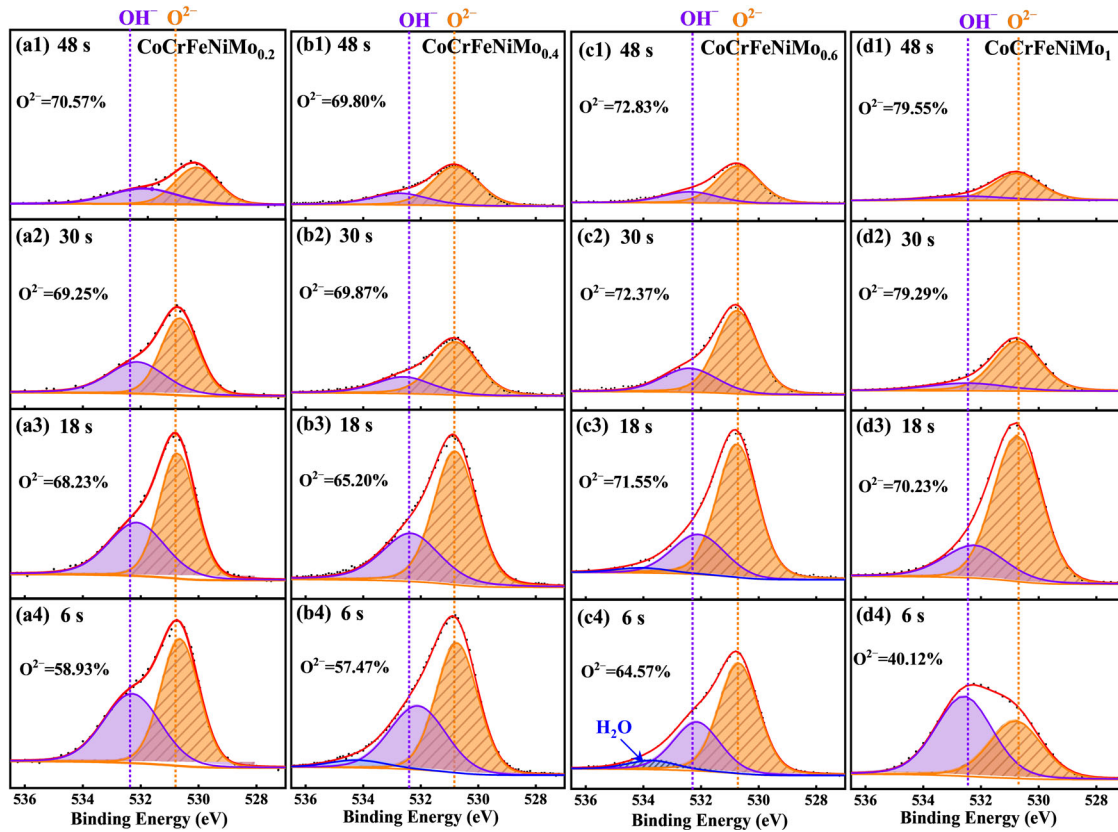 OH⁻ O²⁻ OH⁻ O²⁻ OH⁻ O²⁻ OH⁻ O²⁻
(a1) 48 s
CoCrFeNiMo₀.₂
O²⁻=70.57%
(b1) 48 s
CoCrFeNiMo₀.₄
O²⁻=69.80%
(c1) 48 s
CoCrFeNiMo₀.₆
O²⁻=72.83%
(d1) 48 s
CoCrFeNiMo₁
O²⁻=79.55%
(a2) 30 s
O²⁻=69.25%
(b2) 30 s
O²⁻=69.87%
(c2) 30 s
O²⁻=72.37%
(d2) 30 s
O²⁻=79.29%
(a3) 18 s
O²⁻=68.23%
(b3) 18 s
O²⁻=65.20%
(c3) 18 s
O²⁻=71.55%
(d3) 18 s
O²⁻=70.23%
(a4) 6 s
O²⁻=58.93%
(b4) 6 s
O²⁻=57.47%
(c4) 6 s
O²⁻=64.57%
H₂O
(d4) 6 s
O²⁻=40.12%
536 534 532 530 528 536 534 532 530 528 536 534 532 530 528 536 534 532 530 528
Binding Energy (eV) Binding Energy (eV) Binding Energy (eV) Binding Energy (eV)